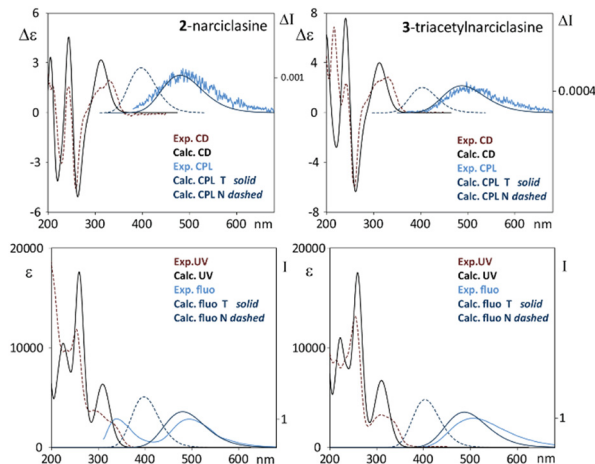 2-narciclasine
Δε
ΔI
6
3
0
-3
-6
0.001
Exp. CD
Calc. CD
Exp. CPL
Calc. CPL T solid
Calc. CPL N dashed
200 300 400 500 600 nm
3-triacetylnarciclasine
Δε
ΔI
8
4
0
-4
-8
0.0004
Exp. CD
Calc. CD
Exp. CPL
Calc. CPL T solid
Calc. CPL N dashed
200 300 400 500 600 nm
20000
ε
I
10000
0
1
Exp.UV
Calc. UV
Exp. fluo
Calc. fluo T solid
Calc. fluo N dashed
200 300 400 500 600 nm
20000
ε
I
10000
0
1
Exp.UV
Calc. UV
Exp. fluo
Calc. fluo T solid
Calc. fluo N dashed
200 300 400 500 600 nm